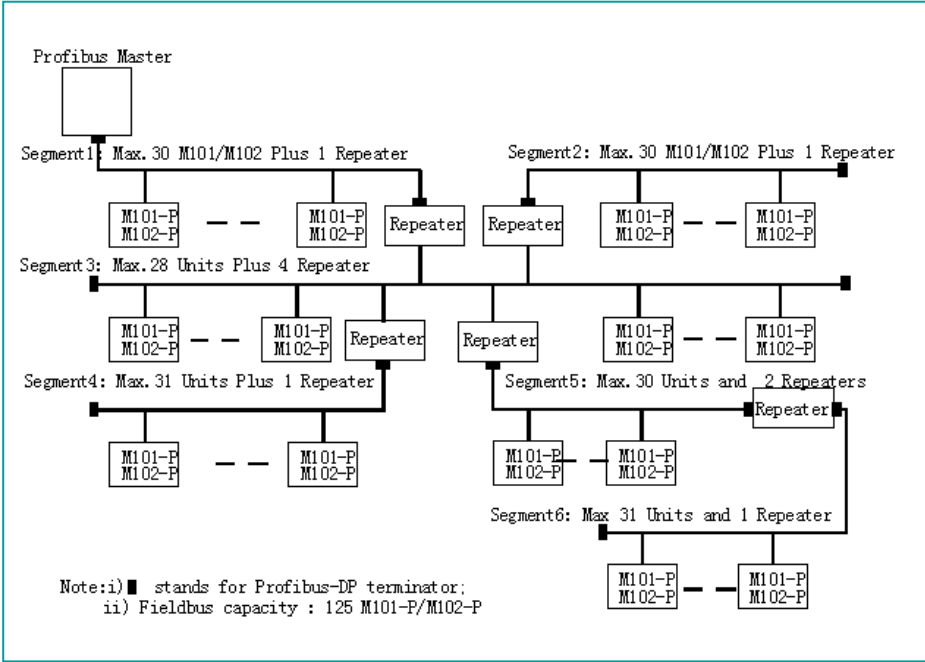 Profibus Master
Segment1: Max.30 M101/M102 Plus 1 Repeater
Segment2: Max.30 M101/M102 Plus 1 Repeater
M101-P
M102-P
M101-P
M102-P
Repeater
Repeater
M101-P
M102-P
M101-P
M102-P
Segment3: Max.28 Units Plus 4 Repeater
M101-P
M102-P
M101-P
M102-P
Repeater
Repeater
M101-P
M102-P
M101-P
M102-P
Segment4: Max.31 Units Plus 1 Repeater
Segment5: Max.30 Units and 2 Repeaters
Repeater
M101-P
M102-P
M101-P
M102-P
M101-P
M102-P
M101-P
M102-P
Segment6: Max 31 Units and 1 Repeater
M101-P
M102-P
M101-P
M102-P
Note:i) stands for Profibus-DP terminator;
ii) Fieldbus capacity : 125 M101-P/M102-P